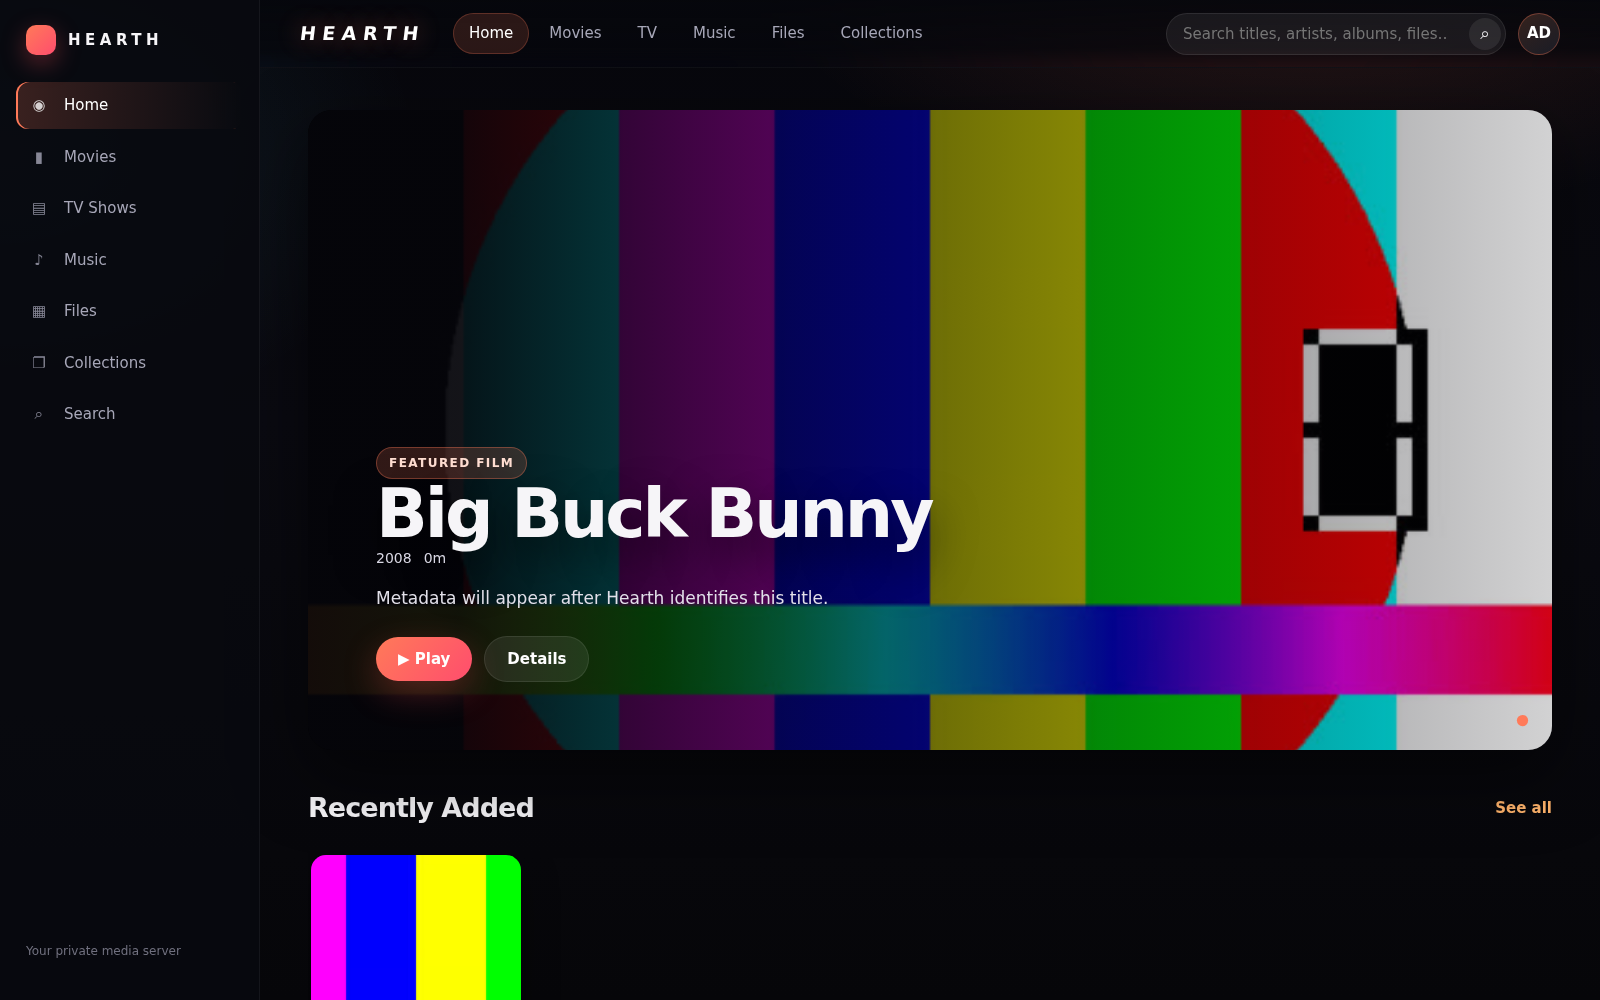 HEARTH
Home
Movies
TV Shows
Music
Files
Collections
Search
Your private media server
HEARTH
Home Movies TV Music Files Collections
Search titles, artists, albums, files..
AD
FEATURED FILM
Big Buck Bunny
2008 0m
Metadata will appear after Hearth identifies this title.
▶ Play Details
Recently Added
See all